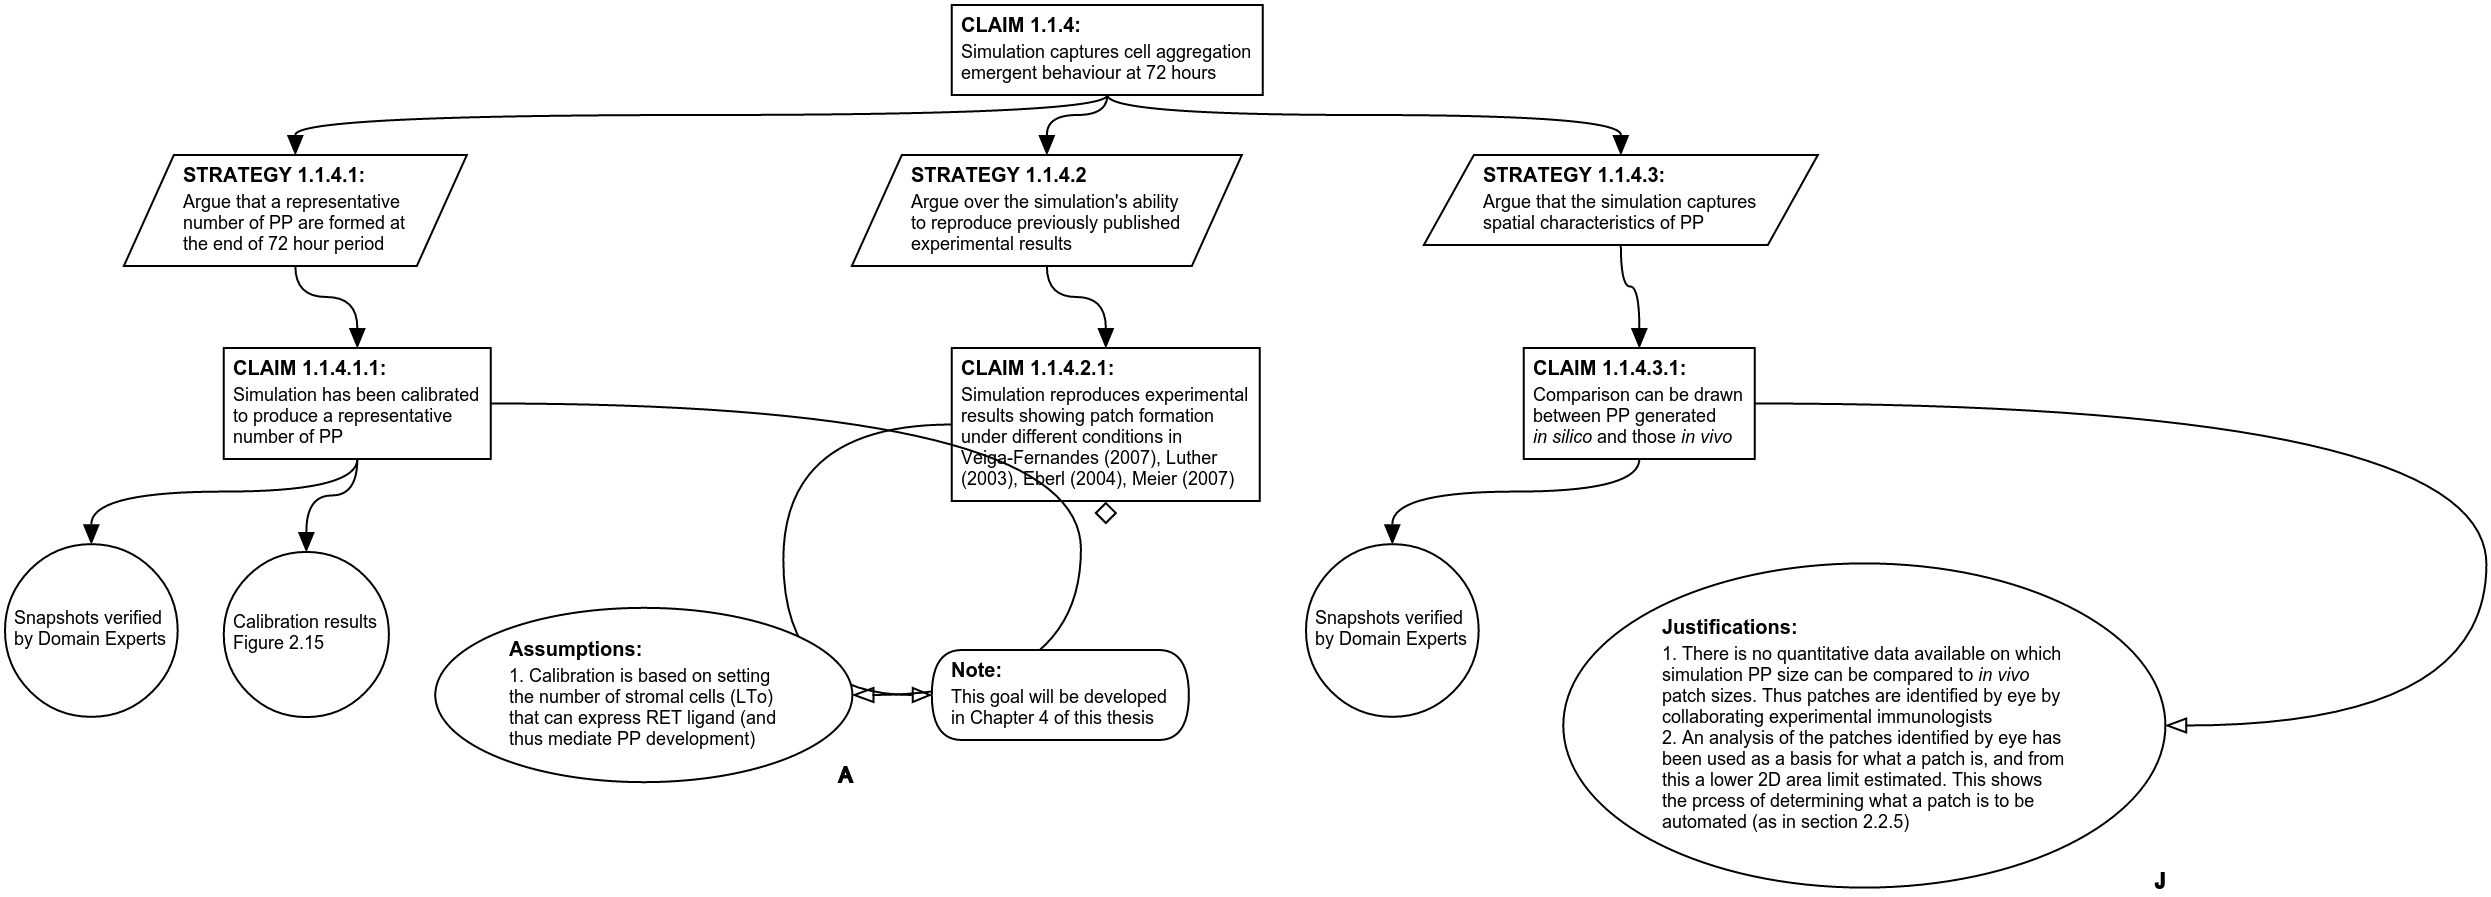 CLAIM 1.1.4:
Simulation captures cell aggregation
emergent behaviour at 72 hours
STRATEGY 1.1.4.1:
Argue that a representative
number of PP are formed at
the end of 72 hour period
STRATEGY 1.1.4.2
Argue over the simulation's ability
to reproduce previously published
experimental results
STRATEGY 1.1.4.3:
Argue that the simulation captures
spatial characteristics of PP
CLAIM 1.1.4.1.1:
Simulation has been calibrated
to produce a representative
number of PP
CLAIM 1.1.4.2.1:
Simulation reproduces experimental
results showing patch formation
under different conditions in
Veiga-Fernandes (2007), Luther
(2003), Eberl (2004), Meier (2007)
CLAIM 1.1.4.3.1:
Comparison can be drawn
between PP generated
in silico and those in vivo
Snapshots verified
by Domain Experts
Calibration results
Figure 2.15
Assumptions:
1. Calibration is based on setting
the number of stromal cells (LTo)
that can express RET ligand (and
thus mediate PP development)
A
Note:
This goal will be developed
in Chapter 4 of this thesis
Snapshots verified
by Domain Experts
Justifications:
1. There is no quantitative data available on which
simulation PP size can be compared to in vivo
patch sizes. Thus patches are identified by eye by
collaborating experimental immunologists
2. An analysis of the patches identified by eye has
been used as a basis for what a patch is, and from
this a lower 2D area limit estimated. This shows
the prcess of determining what a patch is to be
automated (as in section 2.2.5)
J